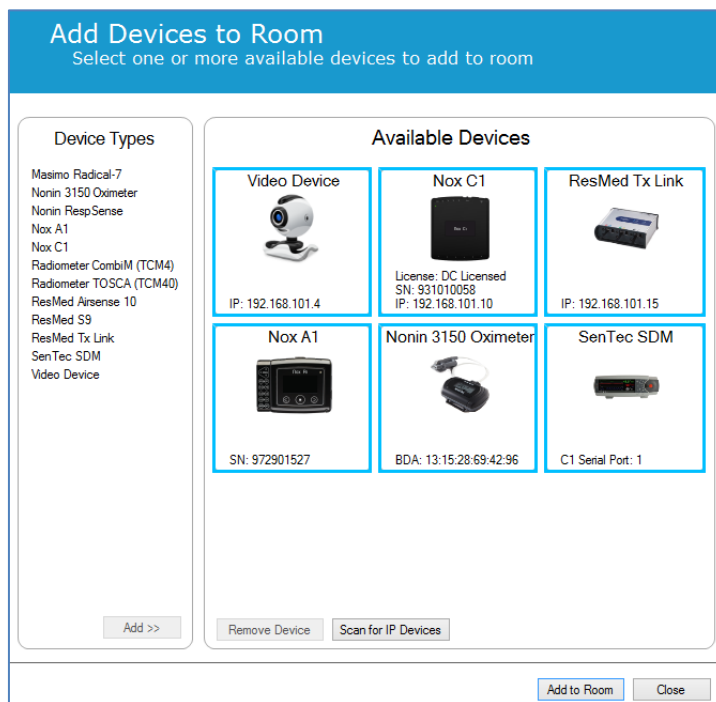 Add Devices to Room
Select one or more available devices to add to room
Device Types
Masimo Radical-7
Nonin 3150 Oximeter
Nonin RespSense
Nox A1
Nox C1
Radiometer CombiM (TCM4)
Radiometer TOSCA (TCM40)
ResMed Airsense 10
ResMed S9
ResMed Tx Link
SenTec SDM
Video Device
Add >>
Available Devices
Video Device
IP: 192.168.101.4
Nox C1
Nox C1
License: DC Licensed
SN: 931010058
IP: 192.168.101.10
ResMed Tx Link
IP: 192.168.101.15
Nox A1
Nox A1
SN: 972901527
Nonin 3150 Oximeter
BDA: 13:15:28:69:42:96
SenTec SDM
C1 Serial Port: 1
Remove Device
Scan for IP Devices
Add to Room
Close